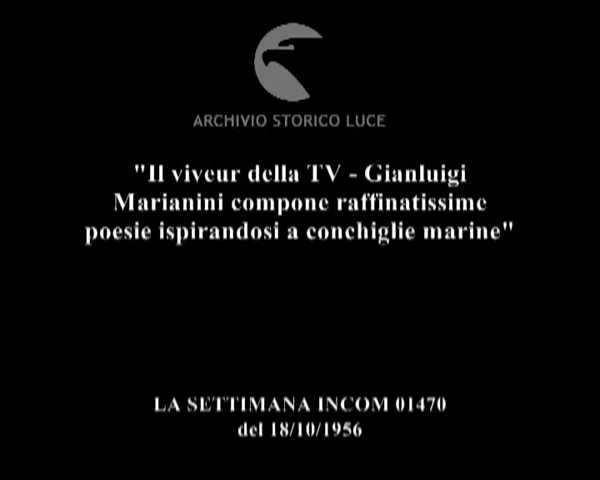 ARCHIVIO STORICO LUCE
"Il viveur della TV - Gianluigi
Marianini compone raffinatissime
poesie ispirandosi a conchiglie marine"
LA SETTIMANA INCOM 01470
del 18/10/1956